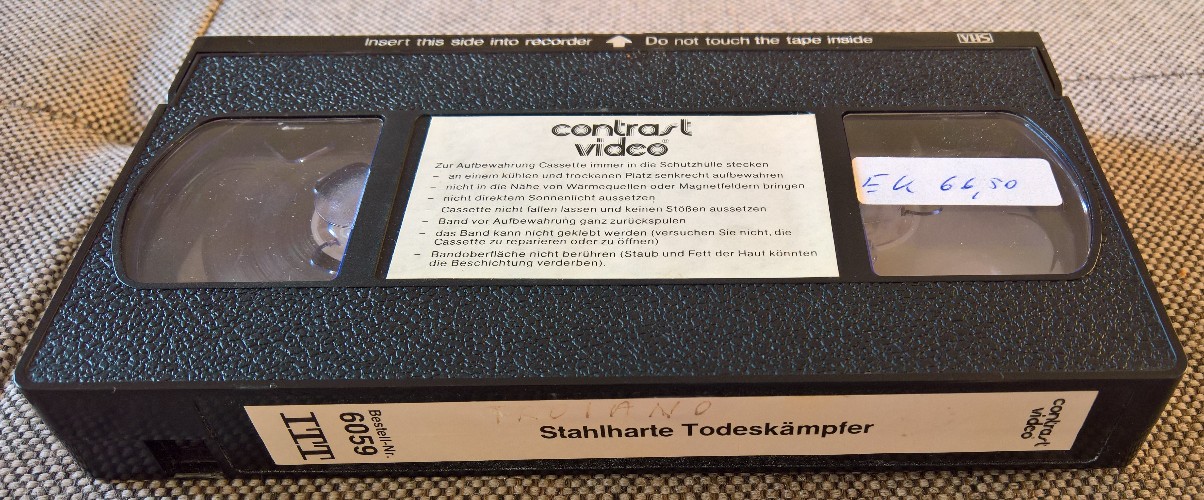 Insert this side into recorder Do not touch the tape inside VHS
contrast
video
Zur Aufbewahrung Cassette immer in die Schutzhülle stecken
– an einem kühlen und trockenen Platz senkrecht aufbewahren
– nicht in die Nähe von Wärmequellen oder Magnetfeldern bringen
– nicht direktem Sonnenlicht aussetzen
– Cassette nicht fallen lassen und keinen Stößen aussetzen
– Band vor Aufbewahrung ganz zurückspulen
– das Band kann nicht geklebt werden (versuchen Sie nicht, die
Cassette zu reparieren oder zu öffnen)
– Bandoberfläche nicht berühren (Staub und Fett der Haut könnten
die Beschichtung verderben).
EK 66,50
III
Bestell-Nr.
6059
TROIANO
Stahlharte Todeskämpfer
contrast
video